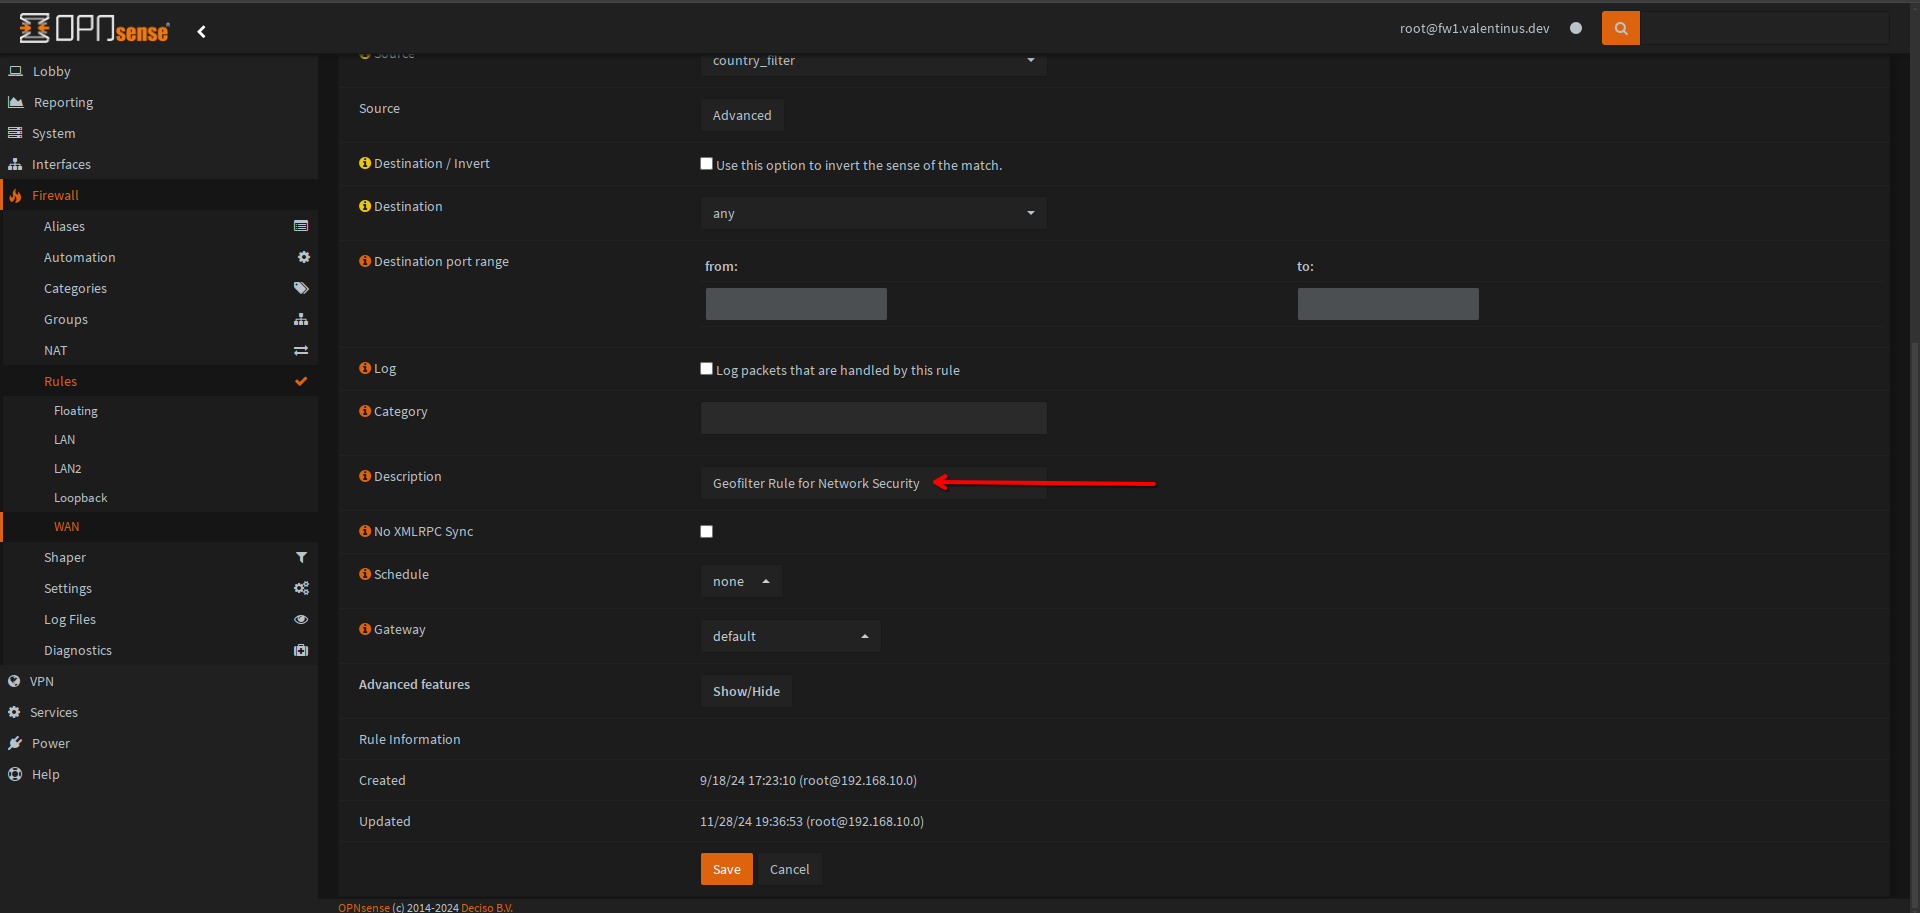 OPNsense
root@fw1.valentinus.dev
Lobby
Reporting
System
Interfaces
Firewall
Aliases
Automation
Categories
Groups
NAT
Rules
Floating
LAN
LAN2
Loopback
WAN
Shaper
Settings
Log Files
Diagnostics
VPN
Services
Power
Help
Source country_filter
Source Advanced
Destination / Invert Use this option to invert the sense of the match.
Destination any
Destination port range from: to:
Log Log packets that are handled by this rule
Category
Description Geofilter Rule for Network Security
No XMLRPC Sync
Schedule none
Gateway default
Advanced features Show/Hide
Rule Information
Created 9/18/24 17:23:10 (root@192.168.10.0)
Updated 11/28/24 19:36:53 (root@192.168.10.0)
Save Cancel
OPNsense (c) 2014-2024 Deciso B.V.